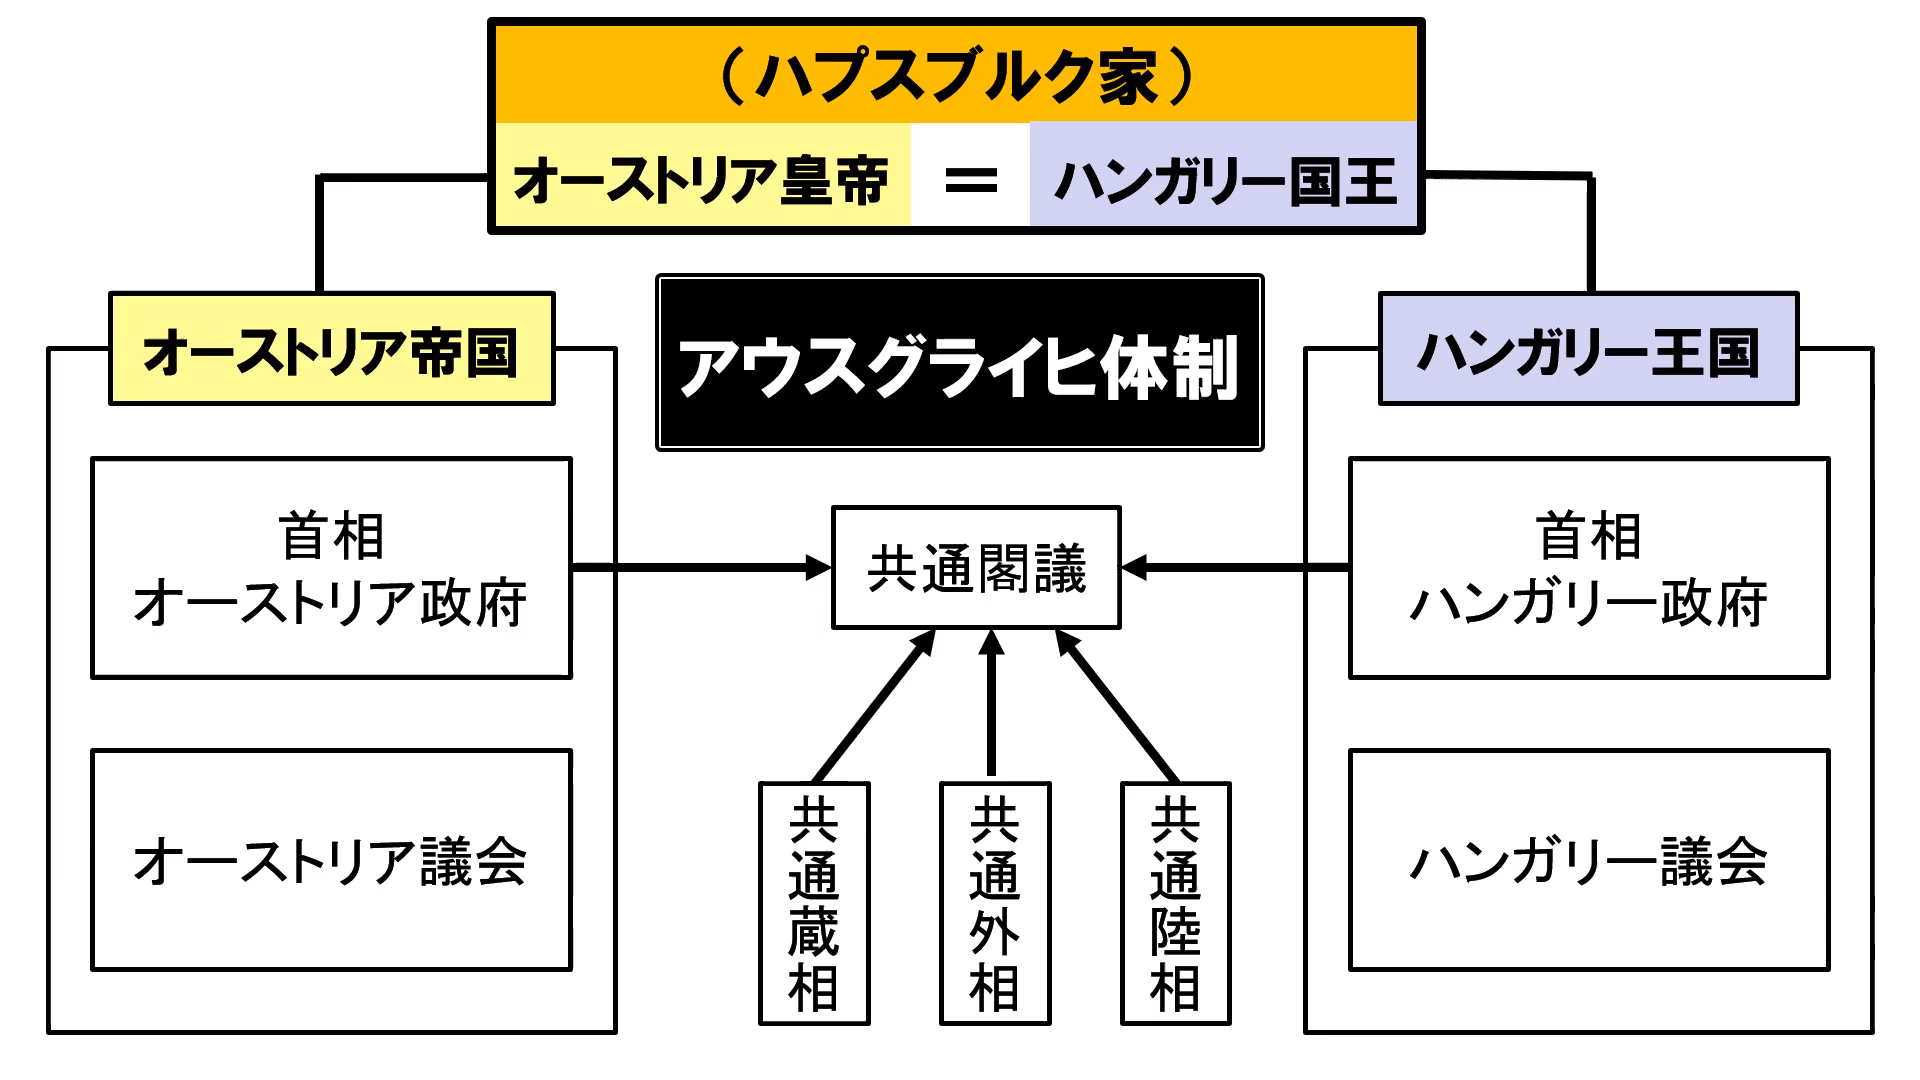 （ハプスブルク家）
オーストリア皇帝 ＝ ハンガリー国王
オーストリア帝国
アウスグライヒ体制
ハンガリー王国
首相
オーストリア政府
共通閣議
首相
ハンガリー政府
オーストリア議会
共通蔵相
共通外相
共通陸相
ハンガリー議会